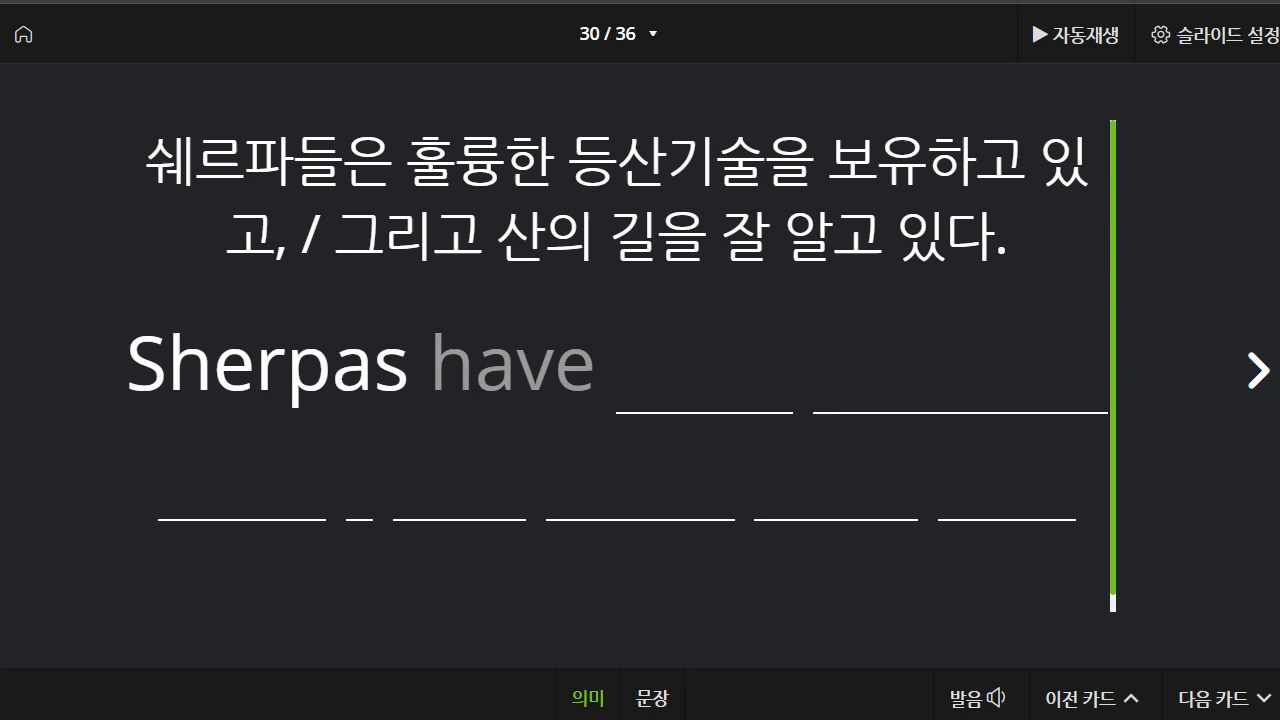 30 / 36
자동재생
슬라이드 설정
쉐르파들은 훌륭한 등산기술을 보유하고 있
고, / 그리고 산의 길을 잘 알고 있다.
Sherpas have
의미
문장
발음
이전 카드
다음 카드